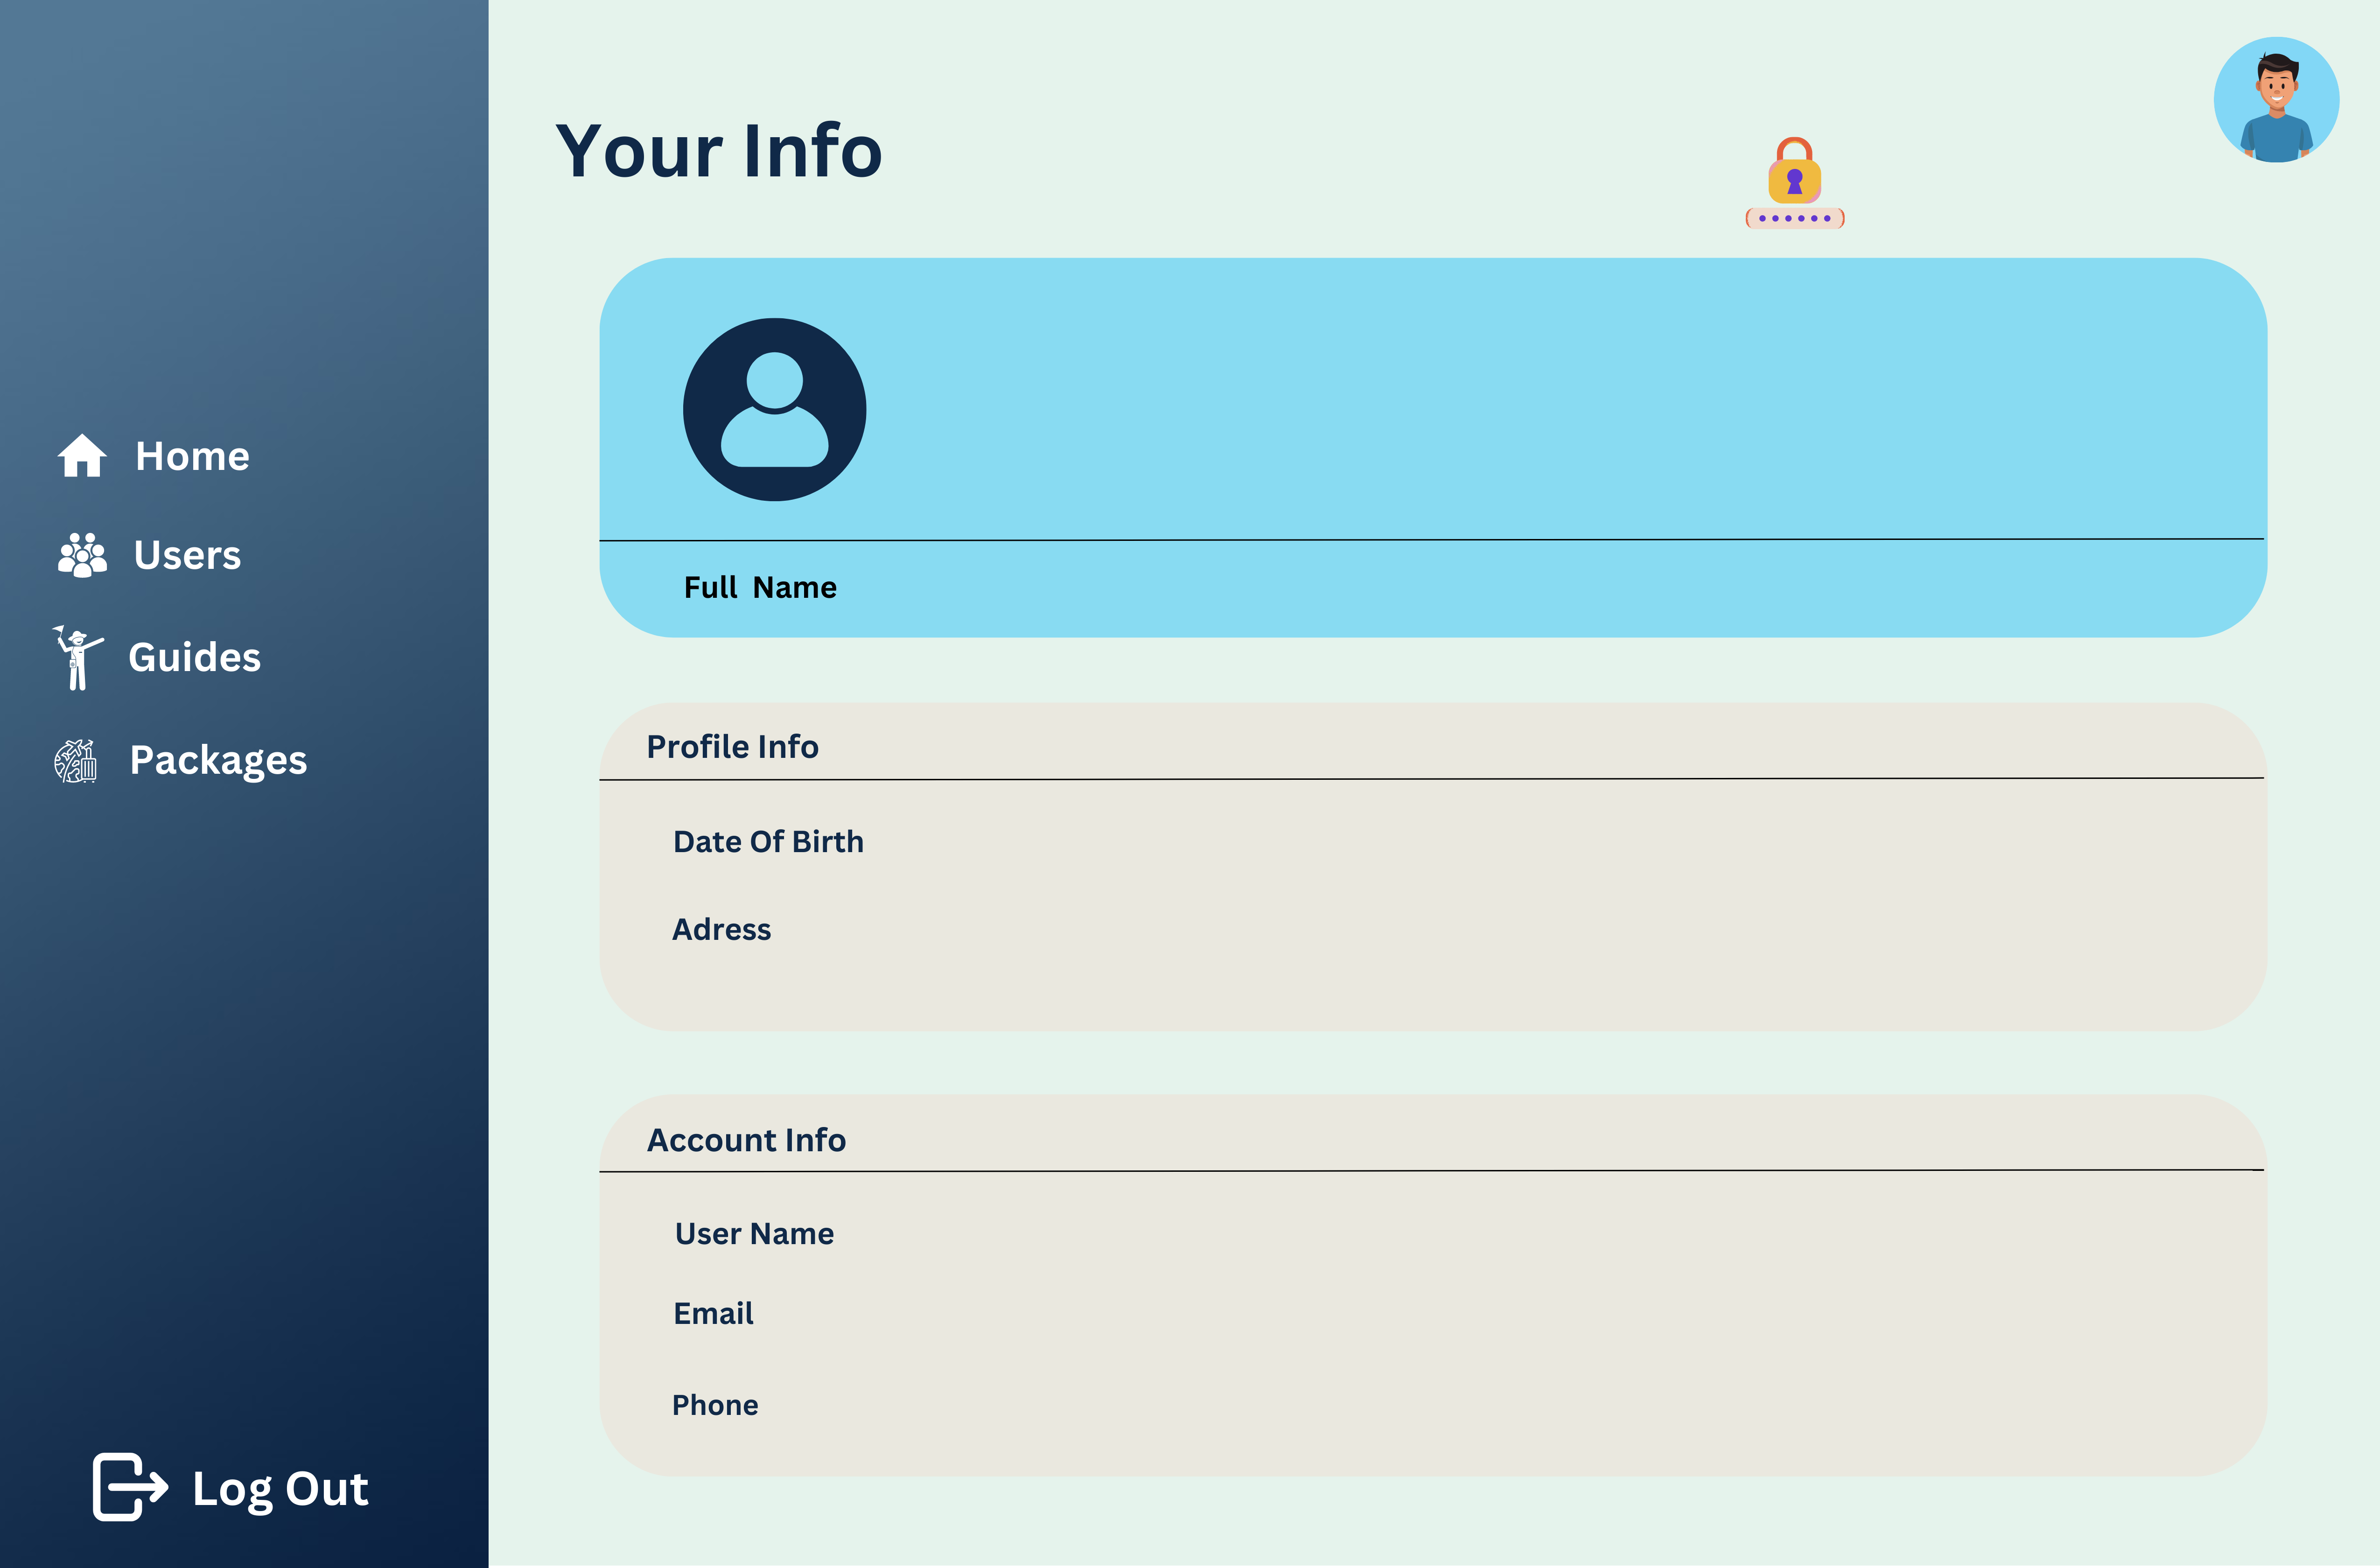 Home
Users
Guides
Packages
Log Out
Your Info
Full  Name
Profile Info
Date Of Birth
Adress
Account Info
User Name
Email
Phone